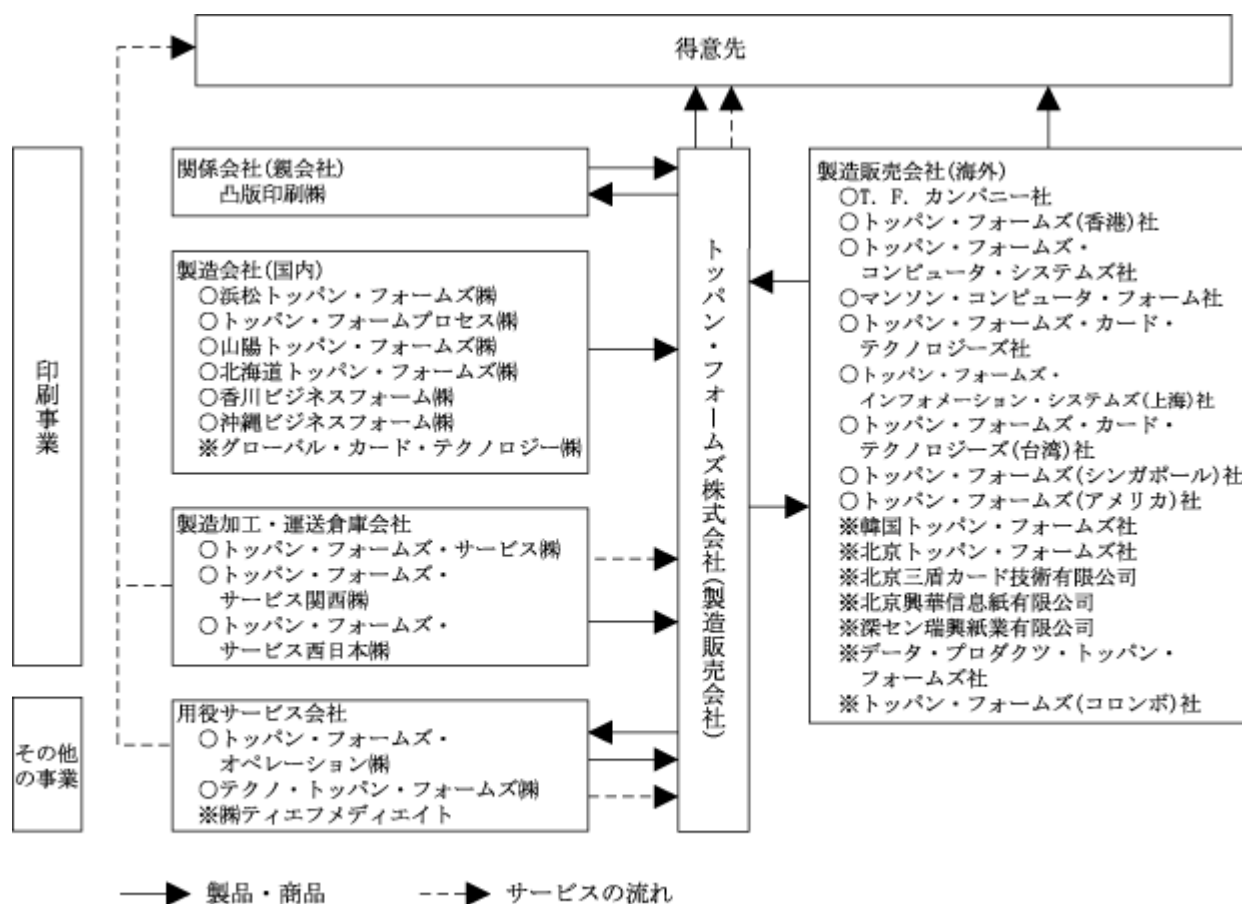 得意先
印刷事業
関係会社(親会社)
凸版印刷㈱
製造会社(国内)
○浜松トッパン・フォームズ㈱
○トッパン・フォームプロセス㈱
○山陽トッパン・フォームズ㈱
○北海道トッパン・フォームズ㈱
○香川ビジネスフォーム㈱
○沖縄ビジネスフォーム㈱
※グローバル・カード・テクノロジー㈱
製造加工・運送倉庫会社
○トッパン・フォームズ・サービス㈱
○トッパン・フォームズ・
サービス関西㈱
○トッパン・フォームズ・
サービス西日本㈱
その他
の事業
用役サービス会社
○トッパン・フォームズ・
オペレーション㈱
○テクノ・トッパン・フォームズ㈱
※㈱ティエフメディエイト
トッパン・フォームズ株式会社(製造販売会社)
製造販売会社(海外)
○T. F. カンパニー社
○トッパン・フォームズ(香港)社
○トッパン・フォームズ・
コンピュータ・システムズ社
○マンソン・コンピュータ・フォーム社
○トッパン・フォームズ・カード・
テクノロジーズ社
○トッパン・フォームズ・
インフォメーション・システムズ(上海)社
○トッパン・フォームズ・カード・
テクノロジーズ(台湾)社
○トッパン・フォームズ(シンガポール)社
○トッパン・フォームズ(アメリカ)社
※韓国トッパン・フォームズ社
※北京トッパン・フォームズ社
※北京三盾カード技術有限公司
※北京興華信息紙有限公司
※深セン瑞興紙業有限公司
※データ・プロダクツ・トッパン・
フォームズ社
※トッパン・フォームズ(コロンボ)社
製品・商品
サービスの流れ